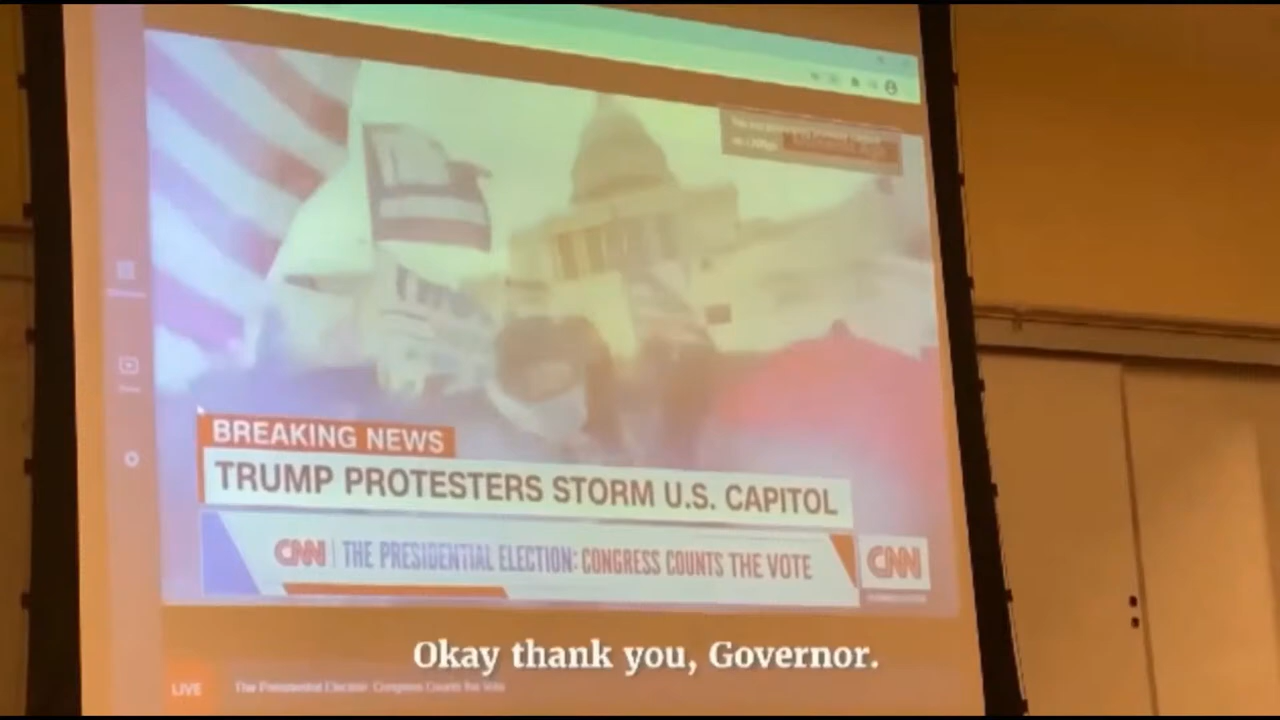 BREAKING NEWS
TRUMP PROTESTERS STORM U.S. CAPITOL
CNN THE PRESIDENTIAL ELECTION: CONGRESS COUNTS THE VOTE
CNN
Okay thank you, Governor.
LIVE The Presidential Election: Congress Counts the Vote